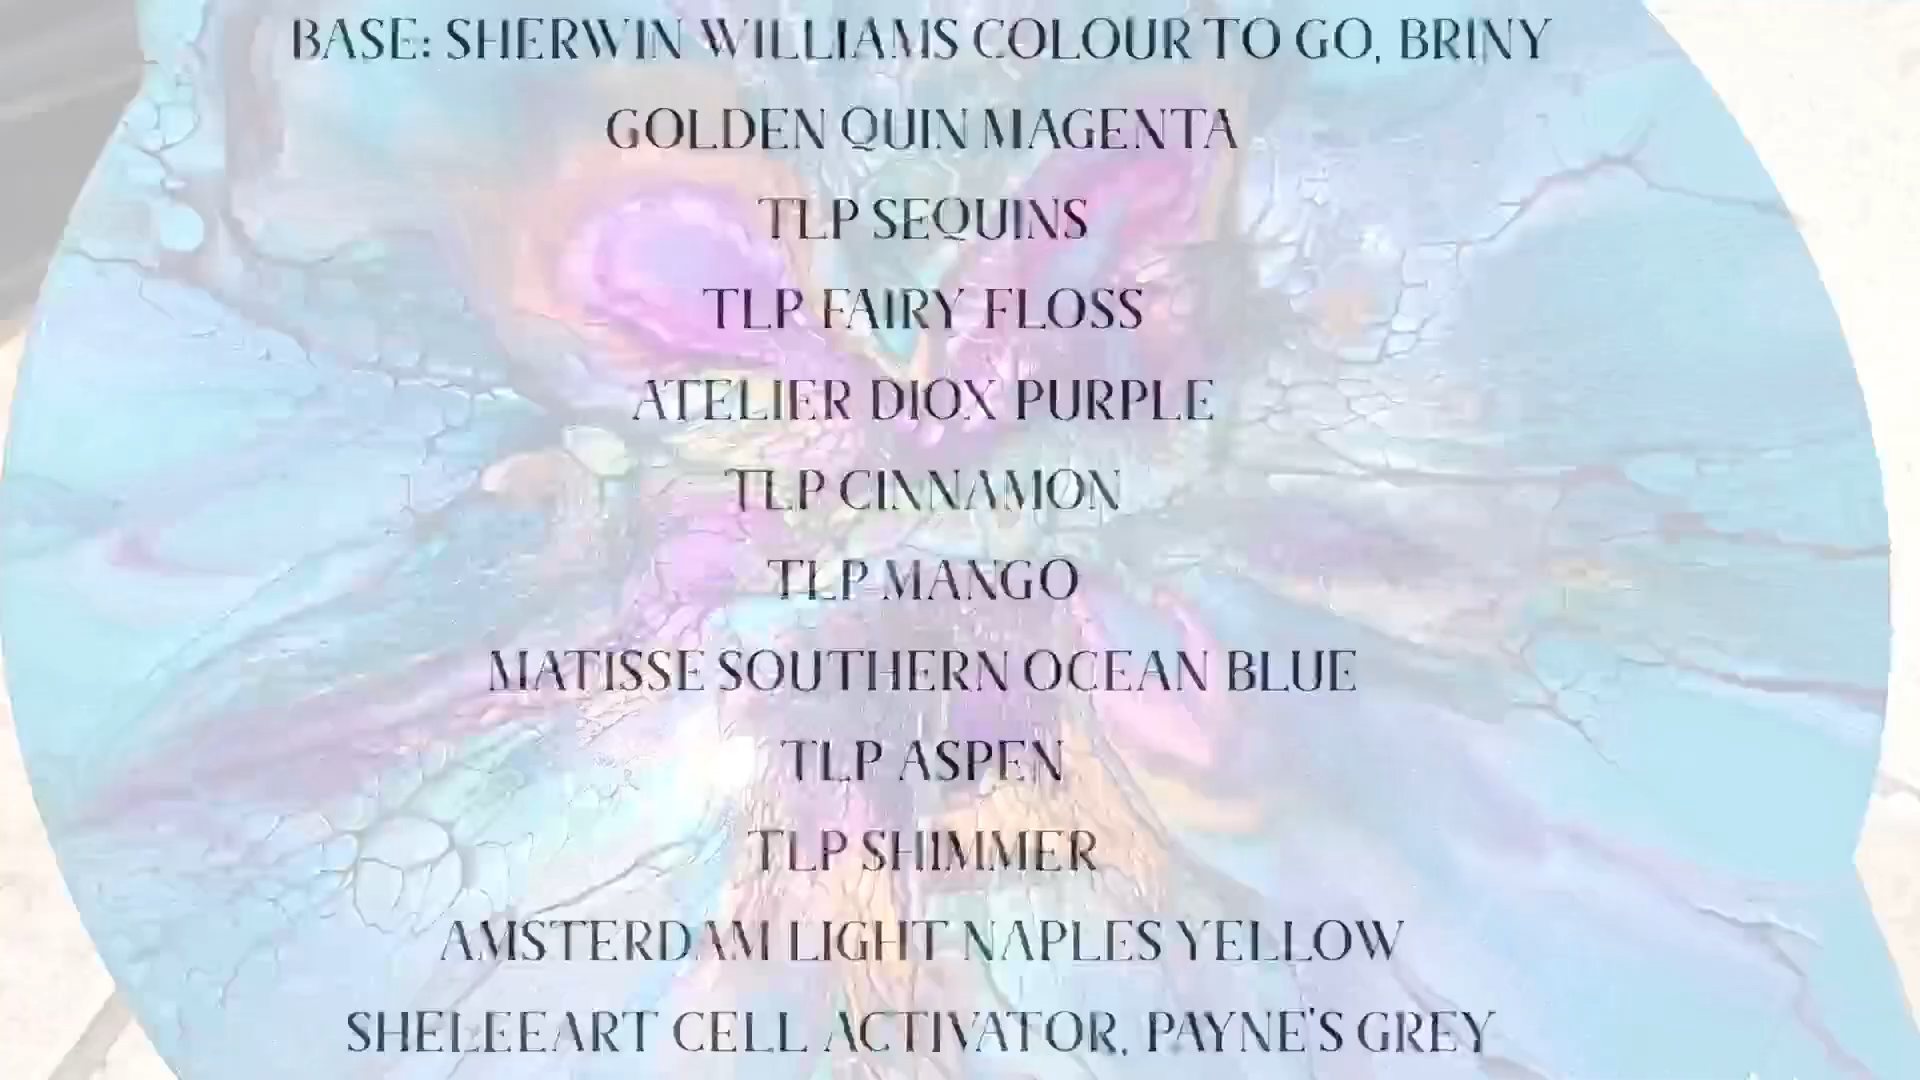 BASE: SHERWIN WILLIAMS COLOUR TO GO, BRINY
GOLDEN QUIN MAGENTA
TLP SEQUINS
TLP FAIRY FLOSS
ATELIER DIOX PURPLE
TLP CINNAMON
TLP MANGO
MATISSE SOUTHERN OCEAN BLUE
TLP ASPEN
TLP SHIMMER
AMSTERDAM LIGHT NAPLES YELLOW
SHELEEART CELL ACTIVATOR, PAYNE'S GREY